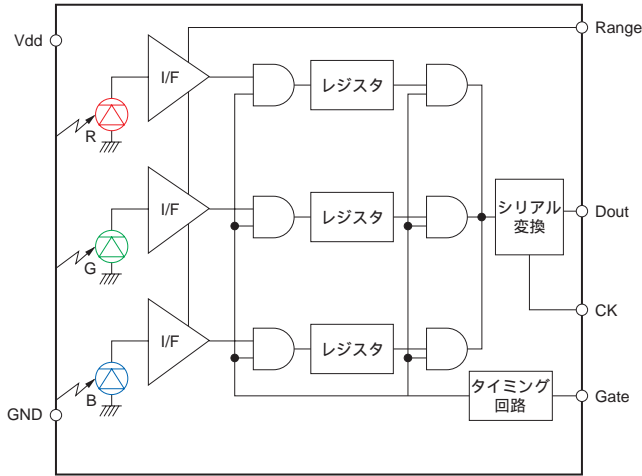 Vdd
Range
I/F
レジスタ
R
I/F
レジスタ
シリアル
変換
Dout
G
CK
I/F
レジスタ
タイミング
回路
Gate
B
GND